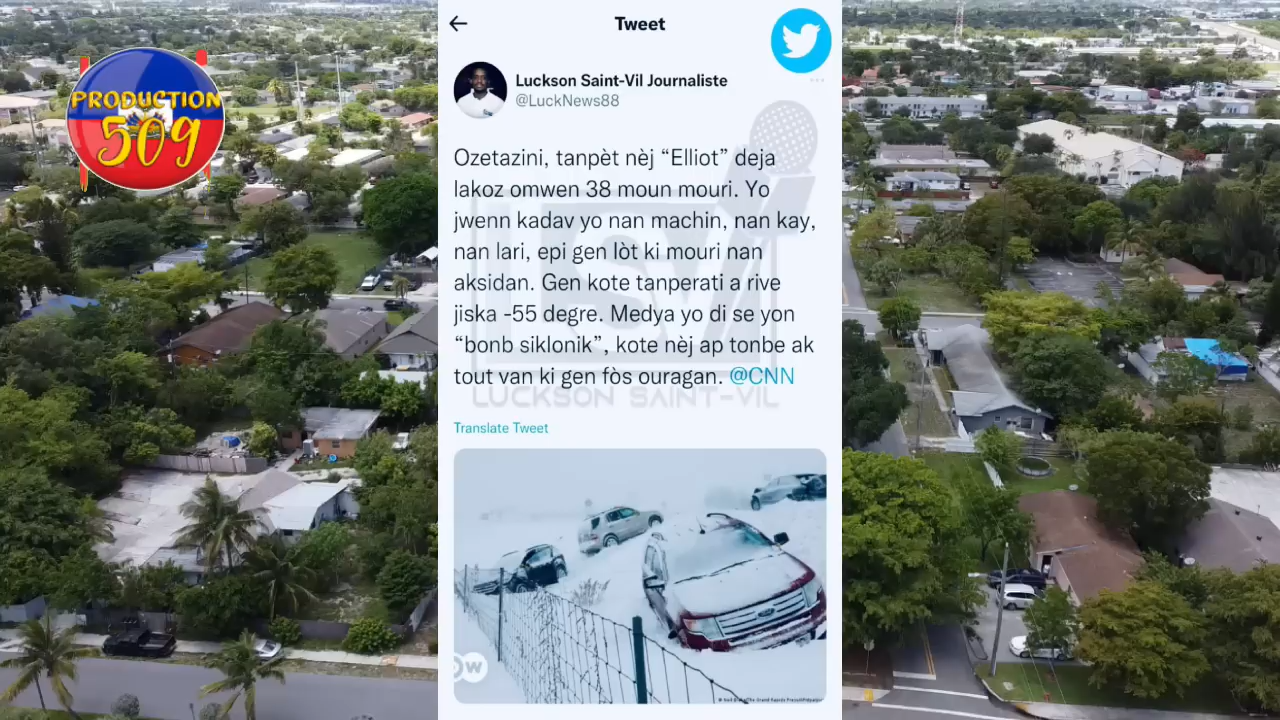 PRODUCTION
509
Tweet
Luckson Saint-Vil Journaliste
@LuckNews88
Ozetazini, tanpèt nèj “Elliot” deja
lakoz omwen 38 moun mouri. Yo
jwenn kadav yo nan machin, nan kay,
nan lari, epi gen lòt ki mouri nan
aksidan. Gen kote tanperati a rive
jiska -55 degre. Medya yo di se yon
“bonb siklonik”, kote nèj ap tonbe ak
tout van ki gen fòs ouragan. @CNN
LUCKSON SAINT-VIL
Translate Tweet